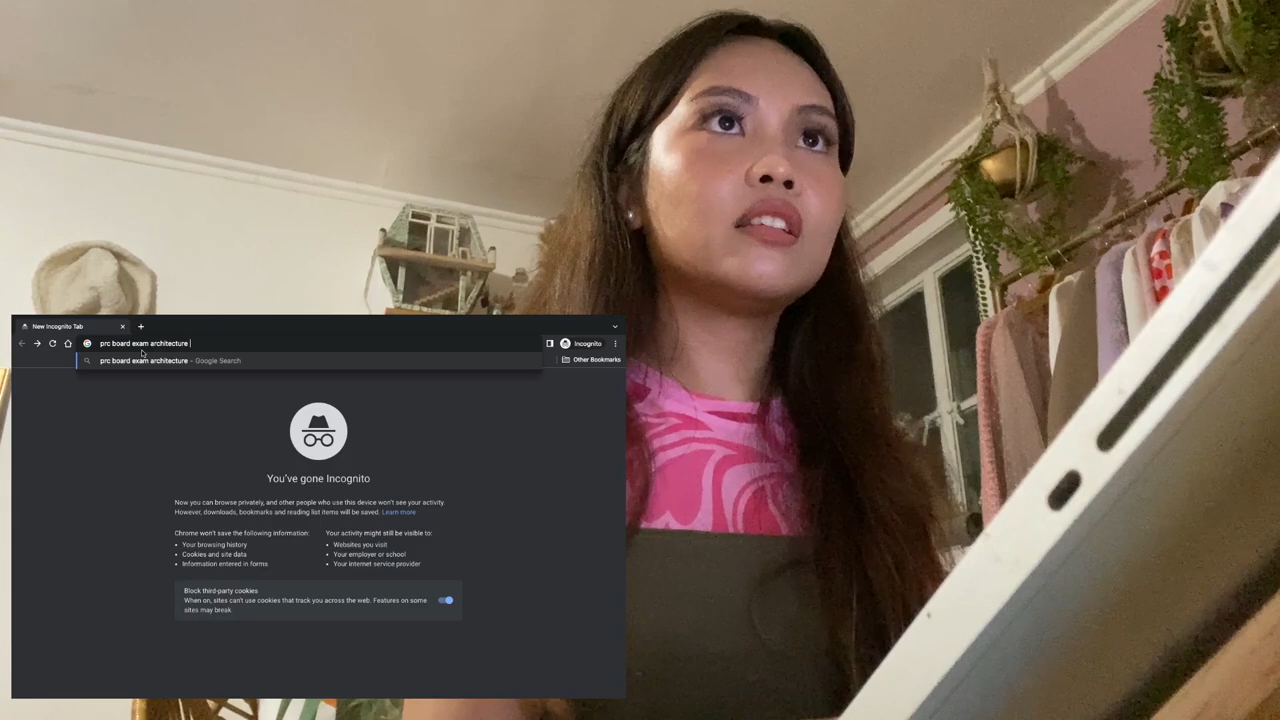 New Incognito Tab
prc board exam architecture
Incognito
prc board exam architecture - Google Search
Other Bookmarks
You've gone Incognito
Now you can browse privately, and other people who use this device won't see your activity.
However, downloads, bookmarks and reading list items will be saved. Learn more
Chrome won't save the following information:
• Your browsing history
• Cookies and site data
• Information entered in forms
Your activity might still be visible to:
• Websites you visit
• Your employer or school
• Your internet service provider
Block third-party cookies
When on, sites can't use cookies that track you across the web. Features on some
sites may break.